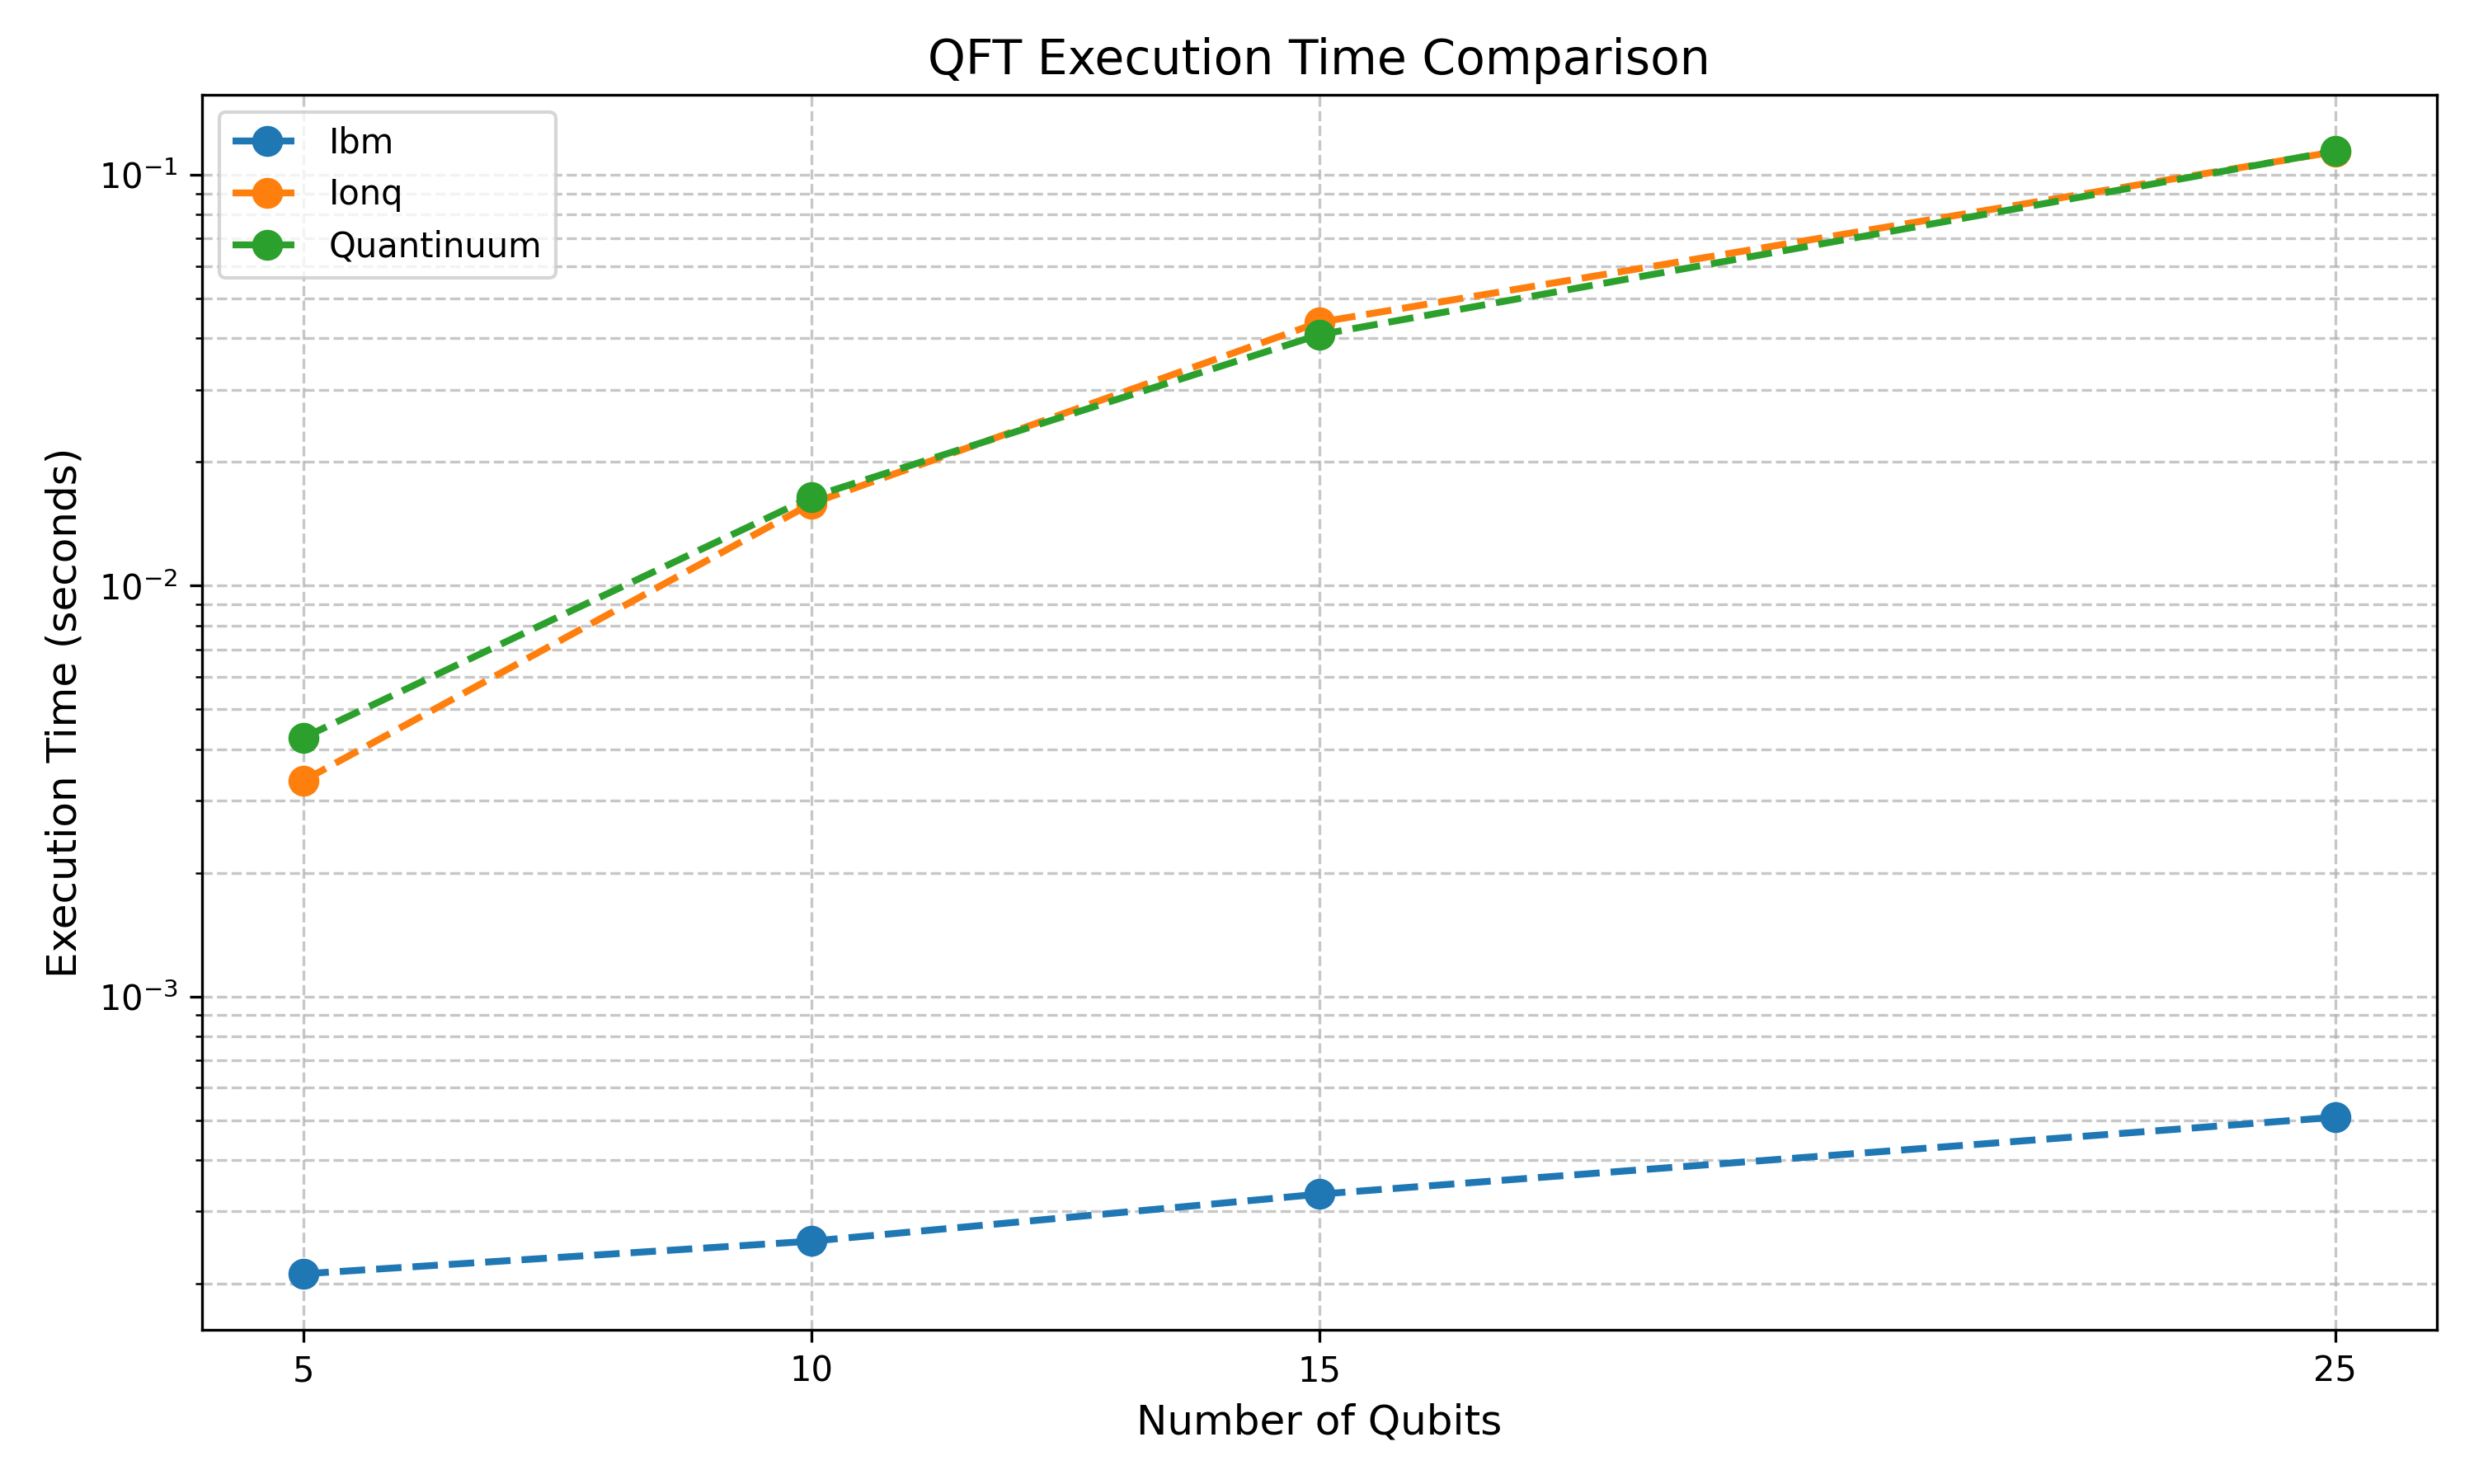 QFT Execution Time Comparison
Ibm
Ionq
Quantinuum
Execution Time (seconds)
10⁻¹
10⁻²
10⁻³
5 10 15 25
Number of Qubits